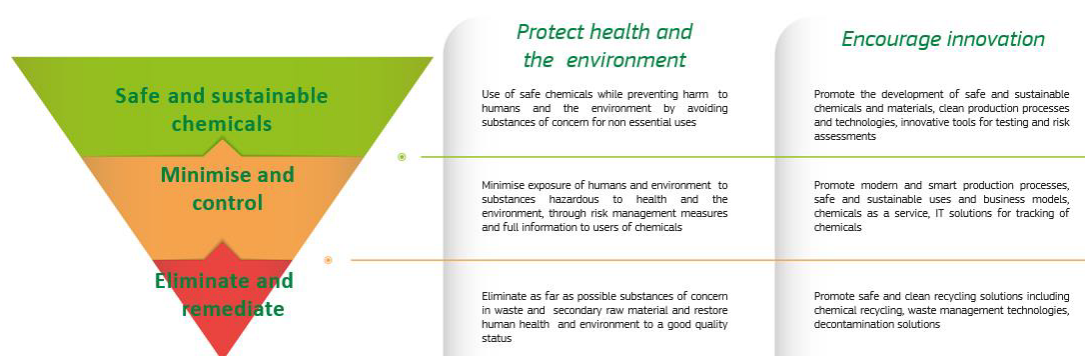 Safe and sustainable
chemicals
Minimise and
control
Eliminate and
remediate
Protect health and
the environment
Use of safe chemicals while preventing harm to
humans and the environment by avoiding
substances of concern for non essential uses
Minimise exposure of humans and environment to
substances hazardous to health and the
environment, through risk management measures
and full information to users of chemicals
Eliminate as far as possible substances of concern
in waste and secondary raw material and restore
human health and environment to a good quality
status
Encourage innovation
Promote the development of safe and sustainable
chemicals and materials, clean production processes
and technologies, innovative tools for testing and risk
assessments
Promote modern and smart production processes,
safe and sustainable uses and business models,
chemicals as a service, IT solutions for tracking of
chemicals
Promote safe and clean recycling solutions including
chemical recycling, waste management technologies,
decontamination solutions